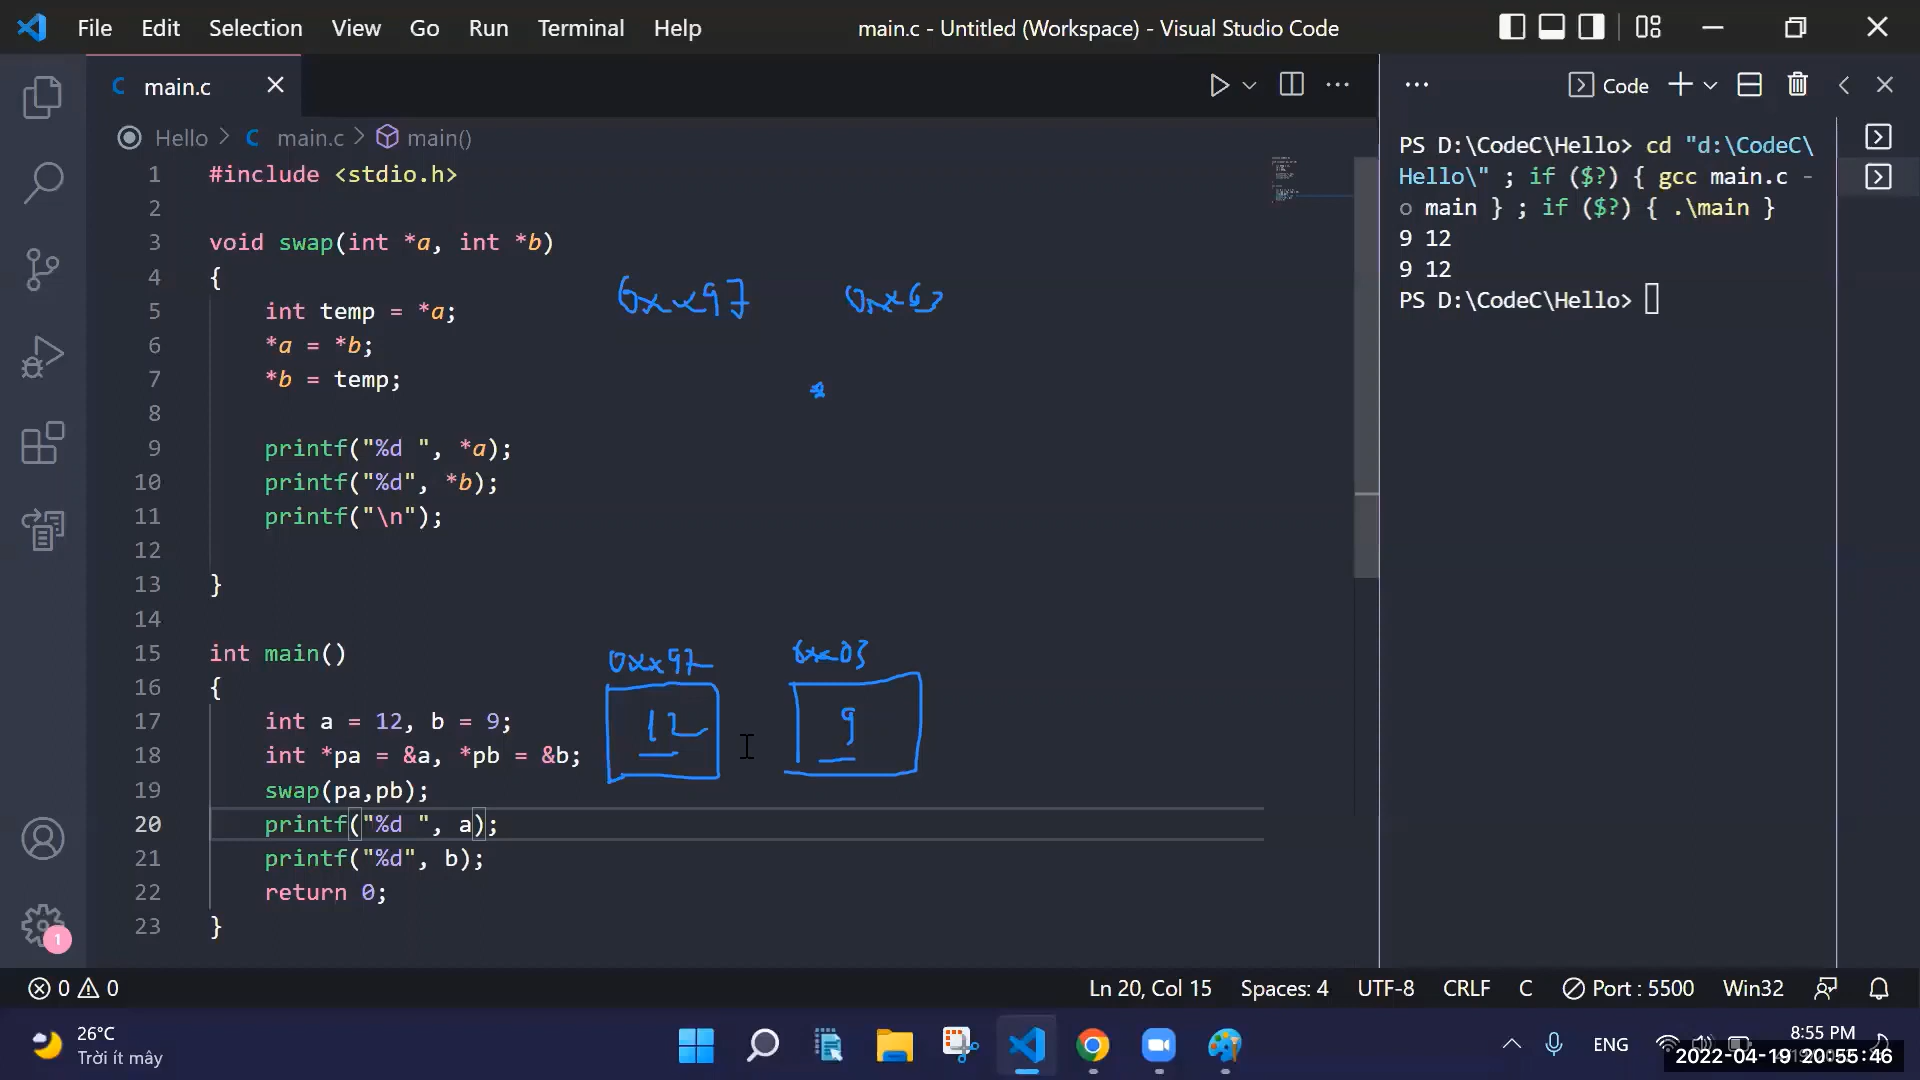 File Edit Selection View Go Run Terminal Help main.c - Untitled (Workspace) - Visual Studio Code
C main.c
Hello > C main.c > main()
1 #include <stdio.h>
2
3 void swap(int *a, int *b)
4 {
5 int temp = *a;
6 *a = *b;
7 *b = temp;
8
9 printf("%d ", *a);
10 printf("%d", *b);
11 printf("\n");
12
13 }
14
15 int main()
16 {
17 int a = 12, b = 9;
18 int *pa = &a, *pb = &b;
19 swap(pa,pb);
20 printf("%d ", a);
21 printf("%d", b);
22 return 0;
23 }
0xx97
0xx97
12
9
Code
PS D:\CodeC\Hello> cd "d:\CodeC\
Hello\" ; if ($?) { gcc main.c -
o main } ; if ($?) { .\main }
9 12
9 12
PS D:\CodeC\Hello>
1
0 0 Ln 20, Col 15 Spaces: 4 UTF-8 CRLF C Port : 5500 Win32
26°C
Trời ít mây
ENG
8:55 PM
2022-04-19 20:55:46